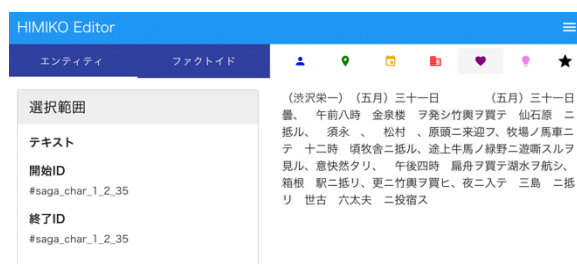 HIMIKO Editor
エンティティ ファクトイド
選択範囲
テキスト
開始ID
#saga_char_1_2_35
終了ID
#saga_char_1_2_35
（渋沢栄一）（五月）三十一日 （五月）三十一日
曇、 午前八時 金泉楼 ヲ発シ竹輿ヲ買テ 仙石原 ニ
抵ル、 須永 、 松村 、原頭ニ来迎フ、牧場ノ馬車ニ
テ 十二時 頃牧舎ニ抵ル、途上牛馬ノ緑野ニ遊嘶スルヲ
見ル、意快然タリ、 午後四時 扁舟ヲ買テ湖水ヲ航シ、
箱根 駅ニ抵リ、更ニ竹輿ヲ買ヒ、夜ニ入テ 三島 ニ抵
リ 世古 六太夫 ニ投宿ス